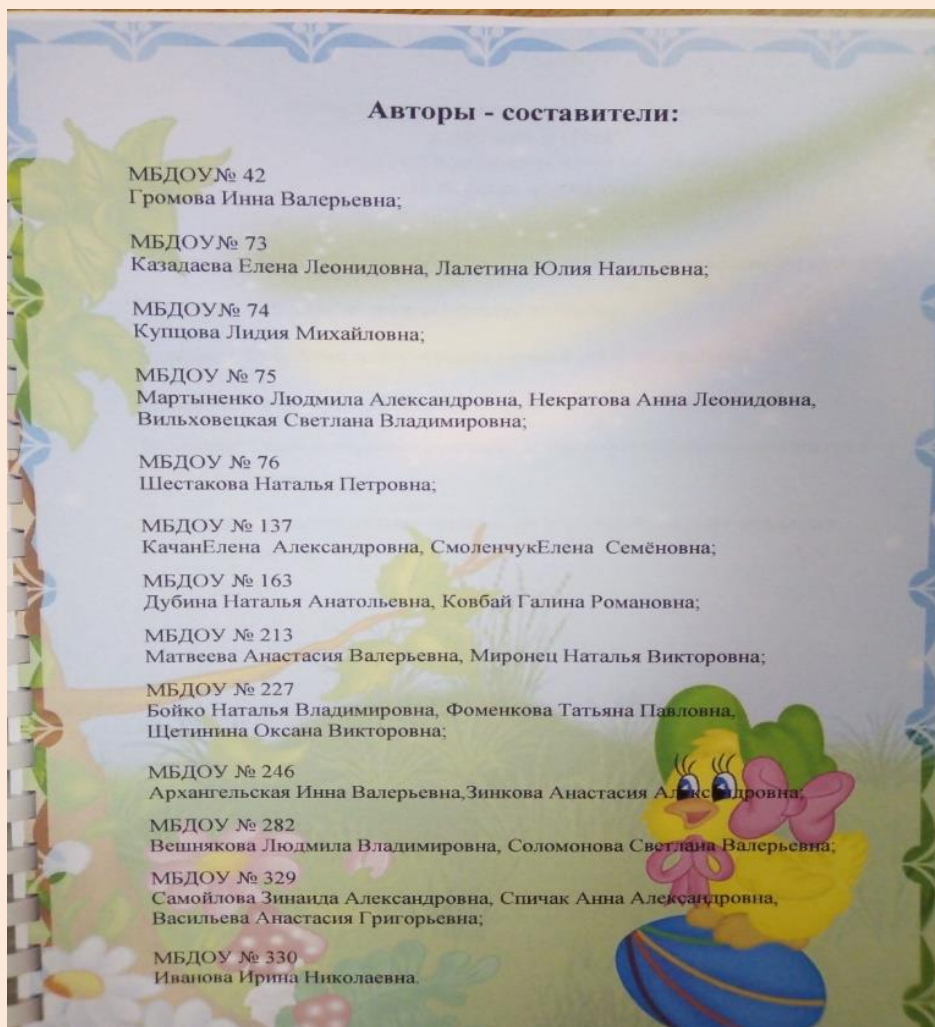 Авторы - составители:
МБДОУ№ 42
Громова Инна Валерьевна;
МБДОУ№ 73
Казадаева Елена Леонидовна, Лалетина Юлия Наильевна;
МБДОУ№ 74
Купцова Лидия Михайловна;
МБДОУ № 75
Мартыненко Людмила Александровна, Некратова Анна Леонидовна,
Вильховецкая Светлана Владимировна;
МБДОУ № 76
Шестакова Наталья Петровна;
МБДОУ № 137
КачанЕлена Александровна, СмоленчукЕлена Семёновна;
МБДОУ № 163
Дубина Наталья Анатольевна, Ковбай Галина Романовна;
МБДОУ № 213
Матвеева Анастасия Валерьевна, Миронец Наталья Викторовна;
МБДОУ № 227
Бойко Наталья Владимировна, Фоменкова Татьяна Павловна,
Щетинина Оксана Викторовна;
МБДОУ № 246
Архангельская Инна Валерьевна,Зинкова Анастасия Александровна;
МБДОУ № 282
Вешнякова Людмила Владимировна, Соломонова Светлана Валерьевна;
МБДОУ № 329
Самойлова Зинаида Александровна, Спичак Анна Александровна,
Васильева Анастасия Григорьевна;
МБДОУ № 330
Иванова Ирина Николаевна.